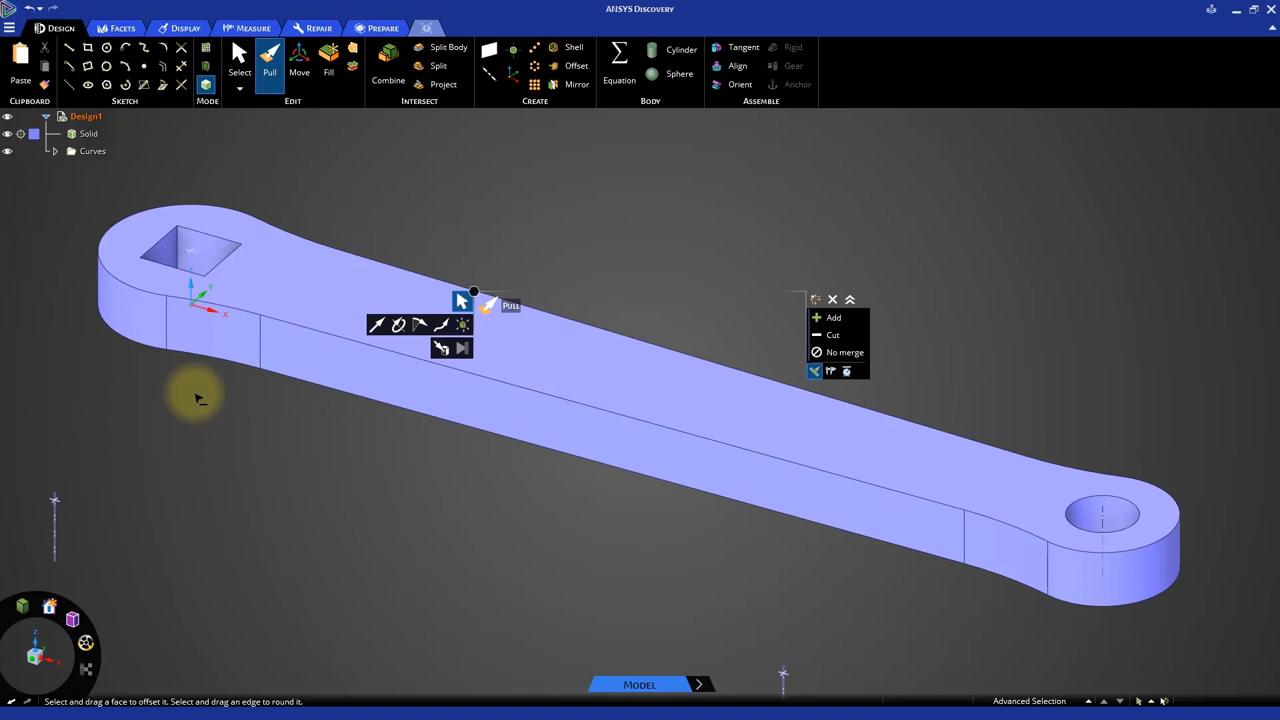 ANSYS Discovery
Design Facets Display Measure Repair Prepare
Paste
Select Pull Move Fill
Combine
Split Body
Split
Project
Shell
Offset
Mirror
Equation
Cylinder
Sphere
Tangent Rigid
Align Gear
Orient Anchor
Clipboard Sketch Mode Edit Intersect Create Body Assemble
Design1
Solid
Curves
Pull
Add
Cut
No merge
Z
Y
X
Z
X
Model
Select and drag a face to offset it. Select and drag an edge to round it.
Advanced Selection